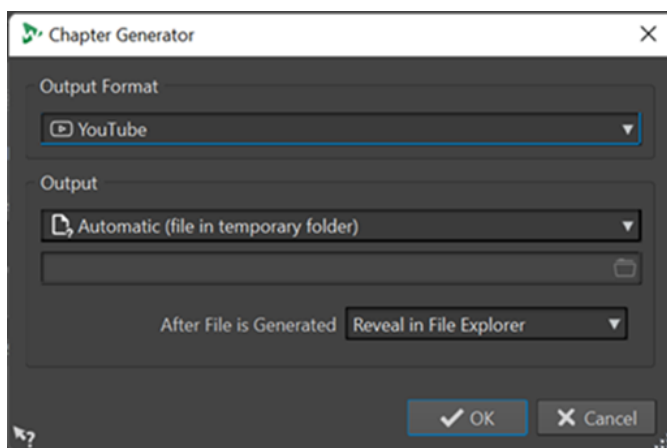 Chapter Generator
Output Format
YouTube
Output
Automatic (file in temporary folder)
After File is Generated Reveal in File Explorer
OK Cancel